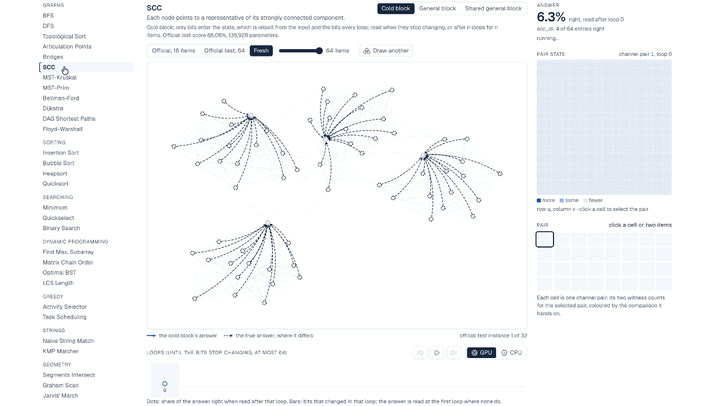 GRAPHS
BFS
DFS
Topological Sort
Articulation Points
Bridges
SCC
MST-Kruskal
MST-Prim
Bellman-Ford
Dijkstra
DAG Shortest Paths
Floyd-Warshall
SORTING
Insertion Sort
Bubble Sort
Heapsort
Quicksort
SEARCHING
Minimum
Quickselect
Binary Search
DYNAMIC PROGRAMMING
Find Max. Subarray
Matrix Chain Order
Optimal BST
LCS Length
GREEDY
Activity Selector
Task Scheduling
STRINGS
Naive String Match
KMP Matcher
GEOMETRY
Segments Intersect
Graham Scan
Jarvis' March
SCC
Cold block
General block
Shared general block
Each node points to a representative of its strongly connected component.
Cold block: only bits enter the state, which is rebuilt from the input and the bits every loop; read when they stop changing, or after n loops for n
items. Official test score 86.08%, 135,928 parameters.
Official, 16 items
Official test, 64
Fresh
64 items
Draw another
the cold block's answer
the true answer, where it differs
official test instance 1 of 32
LOOPS (UNTIL THE BITS STOP CHANGING, AT MOST 64)
GPU
CPU
0
Dots: share of the answer right when read after that loop. Bars: bits that changed in that loop; the answer is read at the first loop where none do.
ANSWER
6.3% right, read after loop 0
scc_id: 4 of 64 entries right
running...
PAIR STATE
channel pair 1, loop 0
more
same
fewer
row u, column v · click a cell to select the pair
PAIR
click a cell or two items
Each cell is one channel pair: its two witness counts
for the selected pair, coloured by the comparison it
hands on.